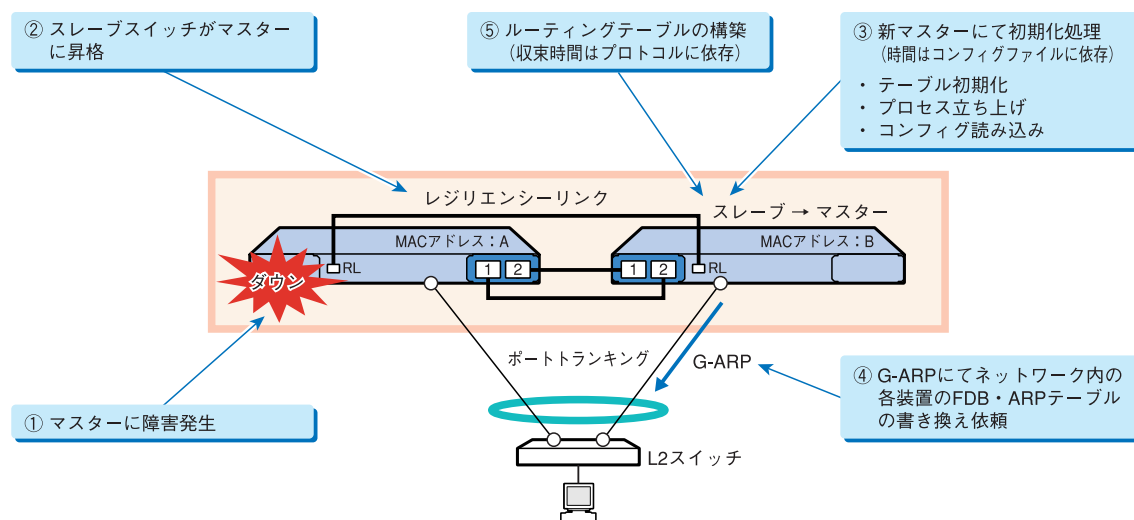 ② スレーブスイッチがマスター
に昇格
⑤ ルーティングテーブルの構築
(収束時間はプロトコルに依存)
③ 新マスターにて初期化処理
(時間はコンフィグファイルに依存)
・ テーブル初期化
・ プロセス立ち上げ
・ コンフィグ読み込み
レジリエンシーリンク
スレーブ → マスター
MACアドレス：A
MACアドレス：B
RL
1 2
1 2
RL
ダウン
ポートトランキング
G-ARP
① マスターに障害発生
④ G-ARPにてネットワーク内の
各装置のFDB・ARPテーブル
の書き換え依頼
L2スイッチ